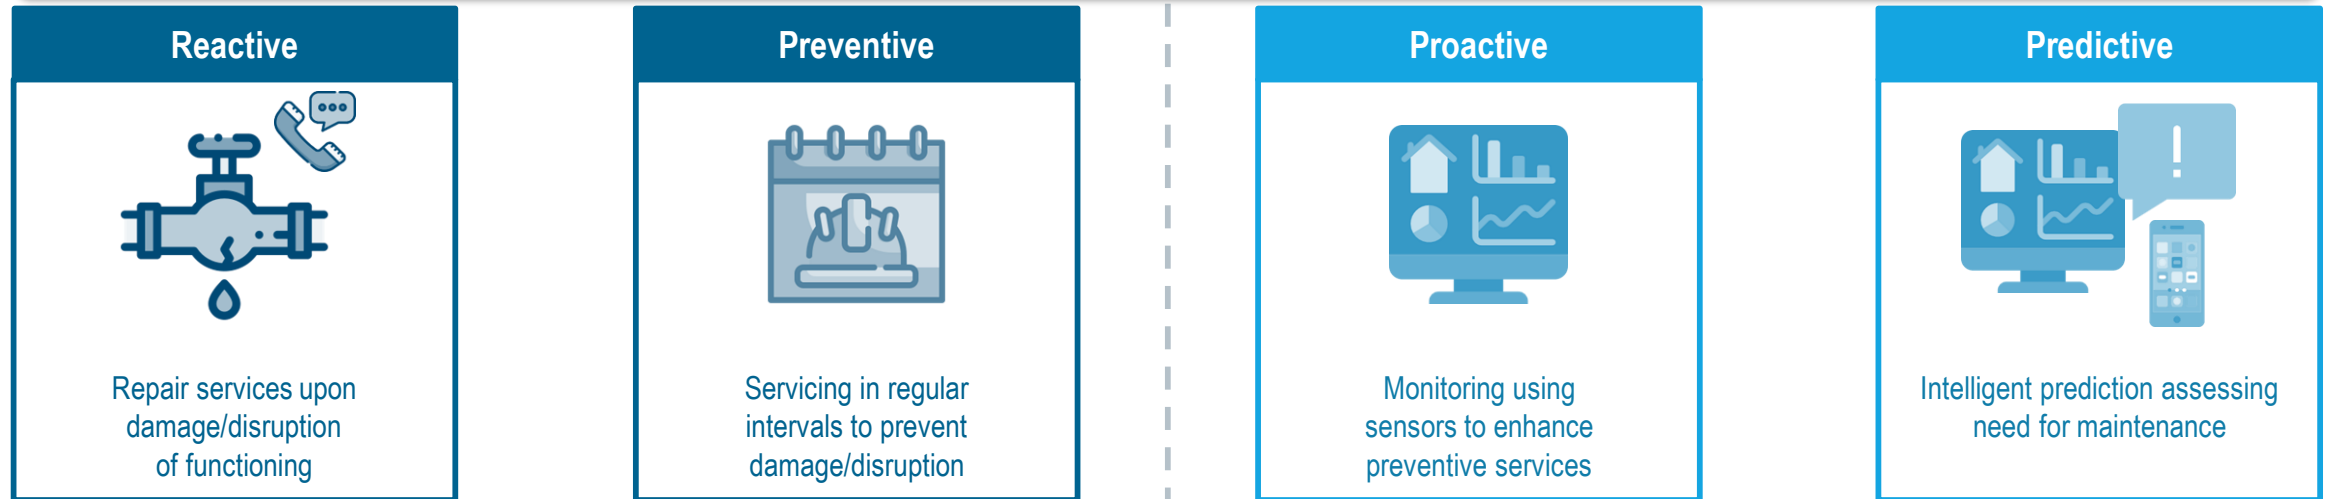 Reactive
Repair services upon
damage/disruption
of functioning
Preventive
Servicing in regular
intervals to prevent
damage/disruption
Proactive
Monitoring using
sensors to enhance
preventive services
Predictive
!
Intelligent prediction assessing
need for maintenance